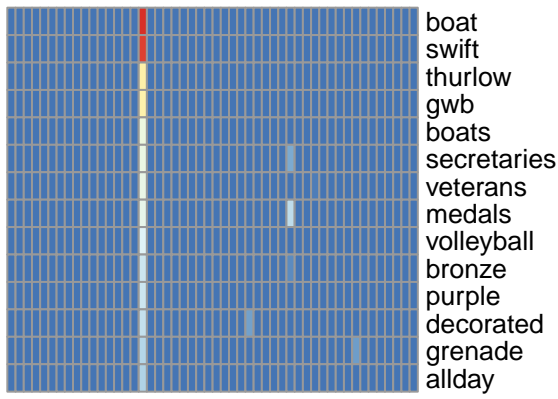 boat
swift
thurlow
gwb
boats
secretaries
veterans
medals
volleyball
bronze
purple
decorated
grenade
allday